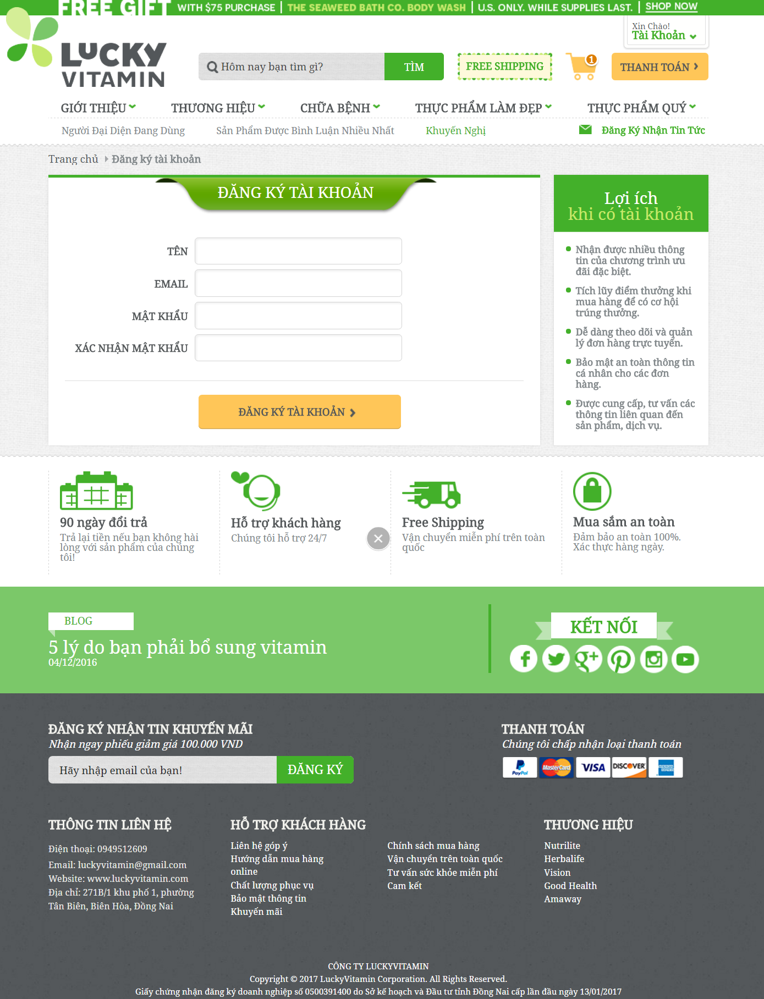 FREE GIFT WITH $75 PURCHASE | THE SEAWEED BATH CO. BODY WASH | U.S. ONLY. WHILE SUPPLIES LAST. | SHOP NOW
Xin Chào!
Tài Khoản
LUCKY
VITAMIN
Hôm nay bạn tìm gì?
TÌM
FREE SHIPPING
1
THANH TOÁN
GIỚI THIỆU
THƯƠNG HIỆU
CHỮA BỆNH
THỰC PHẨM LÀM ĐẸP
THỰC PHẨM QUÝ
Người Đại Diện Đang Dùng
Sản Phẩm Được Bình Luận Nhiều Nhất
Khuyến Nghị
Đăng Ký Nhận Tin Tức
Trang chủ
Đăng ký tài khoản
ĐĂNG KÝ TÀI KHOẢN
TÊN
EMAIL
MẬT KHẨU
XÁC NHẬN MẬT KHẨU
ĐĂNG KÝ TÀI KHOẢN
Lợi ích
khi có tài khoản
Nhận được nhiều thông
tin của chương trình ưu
đãi đặc biệt.
Tích lũy điểm thưởng khi
mua hàng để có cơ hội
trúng thưởng.
Dễ dàng theo dõi và quản
lý đơn hàng trực tuyến.
Bảo mật an toàn thông tin
cá nhân cho các đơn
hàng.
Được cung cấp, tư vấn các
thông tin liên quan đến
sản phẩm, dịch vụ.
90 ngày đổi trả
Trả lại tiền nếu bạn không hài
lòng với sản phẩm của chúng
tôi!
Hỗ trợ khách hàng
Chúng tôi hỗ trợ 24/7
Free Shipping
Vận chuyển miễn phí trên toàn
quốc
Mua sắm an toàn
Đảm bảo an toàn 100%.
Xác thực hàng ngày.
BLOG
5 lý do bạn phải bổ sung vitamin
04/12/2016
KẾT NỐI
ĐĂNG KÝ NHẬN TIN KHUYẾN MÃI
Nhận ngay phiếu giảm giá 100.000 VND
Hãy nhập email của bạn!
ĐĂNG KÝ
THANH TOÁN
Chúng tôi chấp nhận loại thanh toán
PayPal
MasterCard
VISA
DISCOVER
AMERICAN EXPRESS
THÔNG TIN LIÊN HỆ
Điện thoại: 0949512609
Email: luckyvitamin@gmail.com
Website: www.luckyvitamin.com
Địa chỉ: 271B/1 khu phố 1, phường
Tân Biên, Biên Hòa, Đồng Nai
HỖ TRỢ KHÁCH HÀNG
Liên hệ góp ý
Hướng dẫn mua hàng
online
Chất lượng phục vụ
Bảo mật thông tin
Khuyến mãi
Chính sách mua hàng
Vận chuyển trên toàn quốc
Tư vấn sức khỏe miễn phí
Cam kết
THƯƠNG HIỆU
Nutrilite
Herbalife
Vision
Good Health
Amaway
CÔNG TY LUCKYVITAMIN
Copyright © 2017 LuckyVitamin Corporation. All Rights Reserved.
Giấy chứng nhận đăng ký doanh nghiệp số 0500391400 do Sở kế hoạch và Đầu tư tỉnh Đồng Nai cấp lần đầu ngày 13/01/2017